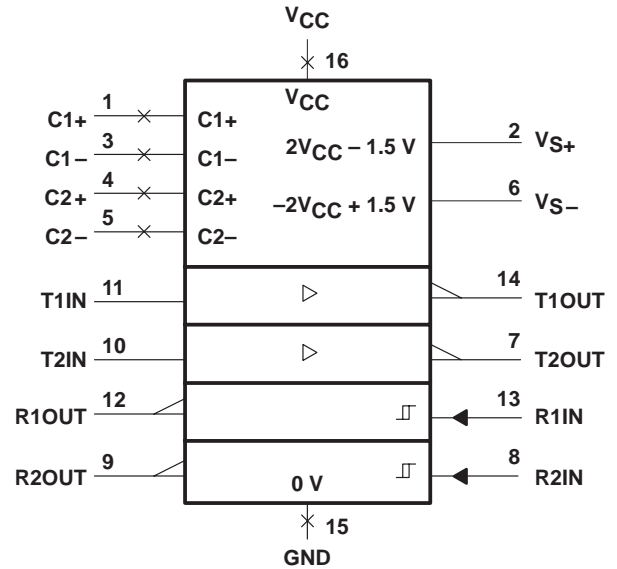 VCC
16
VCC
C1+ 1 C1+
2VCC – 1.5 V 2 VS+
C1– 3 C1–
C2+ 4 C2+
–2VCC + 1.5 V 6 VS–
C2– 5 C2–
T1IN 11 14 T1OUT
T2IN 10 7 T2OUT
R1OUT 12 13 R1IN
R2OUT 9 8 R2IN
0 V
15
GND